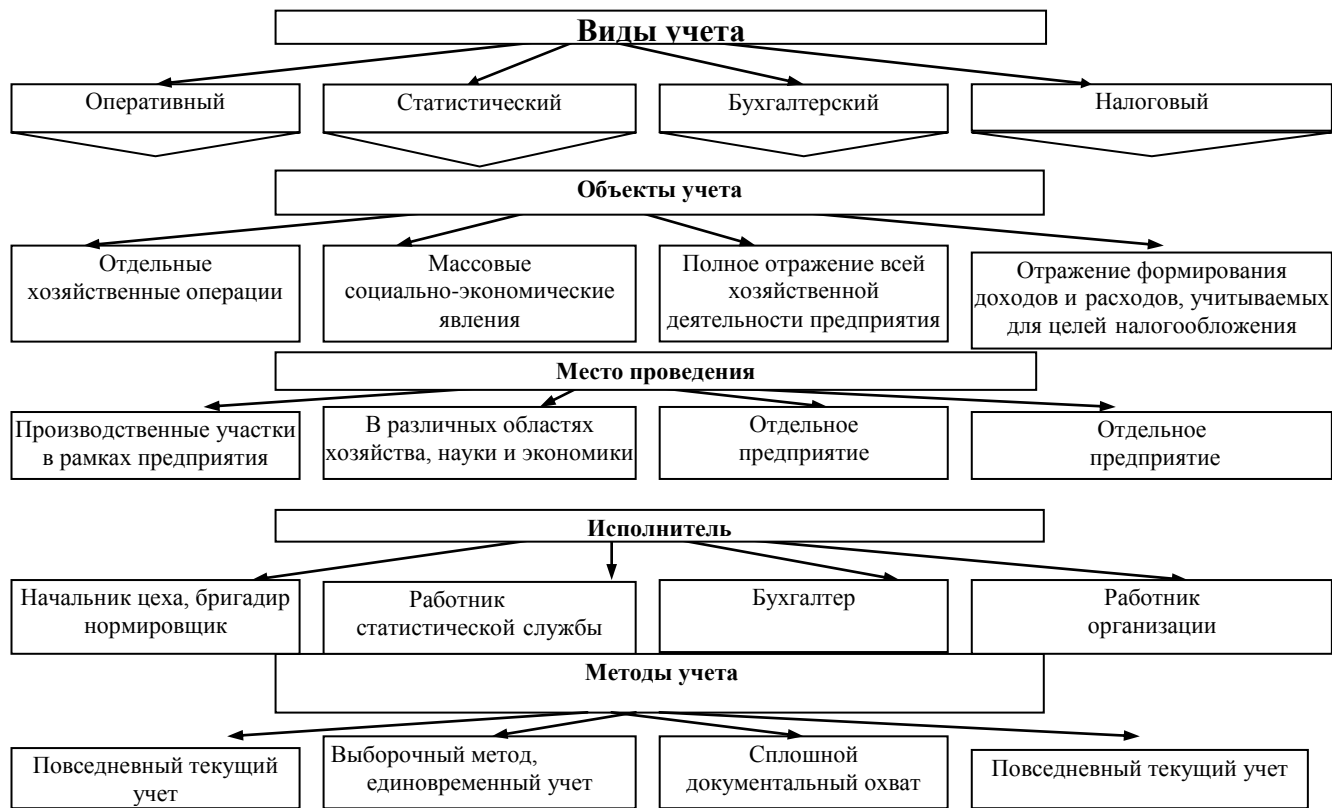 Виды учета
Оперативный
Статистический
Бухгалтерский
Налоговый
Объекты учета
Отдельные
хозяйственные операции
Массовые
социально-экономические
явления
Полное отражение всей
хозяйственной
деятельности предприятия
Отражение формирования
доходов и расходов, учитываемых
для целей налогообложения
Место проведения
Производственные участки
в рамках предприятия
В различных областях
хозяйства, науки и экономики
Отдельное
предприятие
Отдельное
предприятие
Исполнитель
Начальник цеха, бригадир
нормировщик
Работник
статистической службы
Бухгалтер
Работник
организации
Методы учета
Повседневный текущий
учет
Выборочный метод,
единовременный учет
Сплошной
документальный охват
Повседневный текущий учет